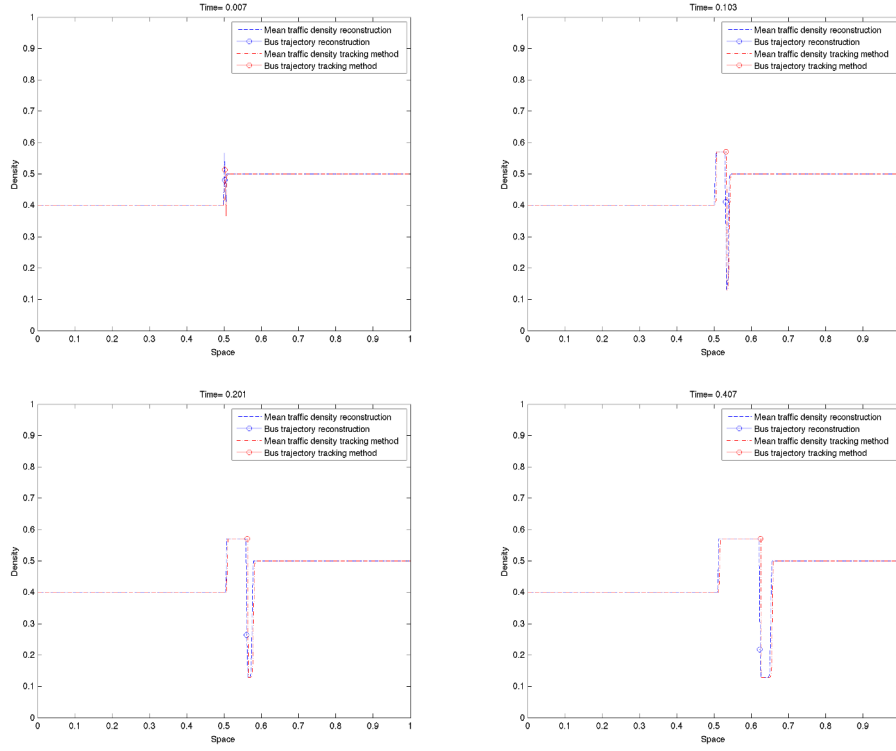 Time= 0.007
Mean traffic density reconstruction
Bus trajectory reconstruction
Mean traffic density tracking method
Bus trajectory tracking method
1
0.9
0.8
0.7
0.6
0.5
0.4
0.3
0.2
0.1
0
Density
0 0.1 0.2 0.3 0.4 0.5 0.6 0.7 0.8 0.9 1
Space
Time= 0.103
Mean traffic density reconstruction
Bus trajectory reconstruction
Mean traffic density tracking method
Bus trajectory tracking method
1
0.9
0.8
0.7
0.6
0.5
0.4
0.3
0.2
0.1
0
Density
0 0.1 0.2 0.3 0.4 0.5 0.6 0.7 0.8 0.9
Space
Time= 0.201
Mean traffic density reconstruction
Bus trajectory reconstruction
Mean traffic density tracking method
Bus trajectory tracking method
1
0.9
0.8
0.7
0.6
0.5
0.4
0.3
0.2
0.1
0
Density
0 0.1 0.2 0.3 0.4 0.5 0.6 0.7 0.8 0.9 1
Space
Time= 0.407
Mean traffic density reconstruction
Bus trajectory reconstruction
Mean traffic density tracking method
Bus trajectory tracking method
1
0.9
0.8
0.7
0.6
0.5
0.4
0.3
0.2
0.1
0
Density
0 0.1 0.2 0.3 0.4 0.5 0.6 0.7 0.8 0.9
Space